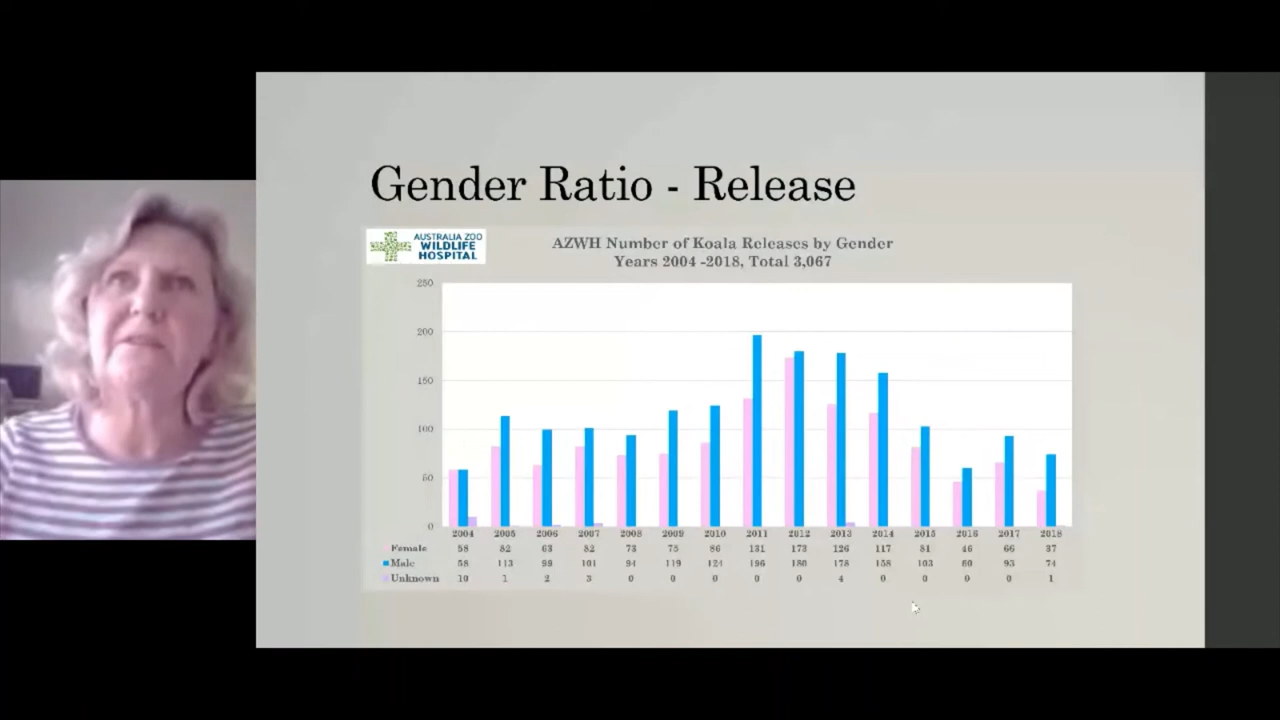 Gender Ratio - Release
AUSTRALIA ZOO
WILDLIFE
HOSPITAL
AZWH Number of Koala Releases by Gender
Years 2004 -2018, Total 3,067
250
200
150
100
50
0
2004 2005 2006 2007 2008 2009 2010 2011 2012 2013 2014 2015 2016 2017 2018
Female 58 82 63 82 73 75 86 131 173 126 117 81 46 66 37
Male 58 113 99 101 94 119 124 196 180 178 158 103 60 93 74
Unknown 10 1 2 3 0 0 0 0 0 4 0 0 0 0 1